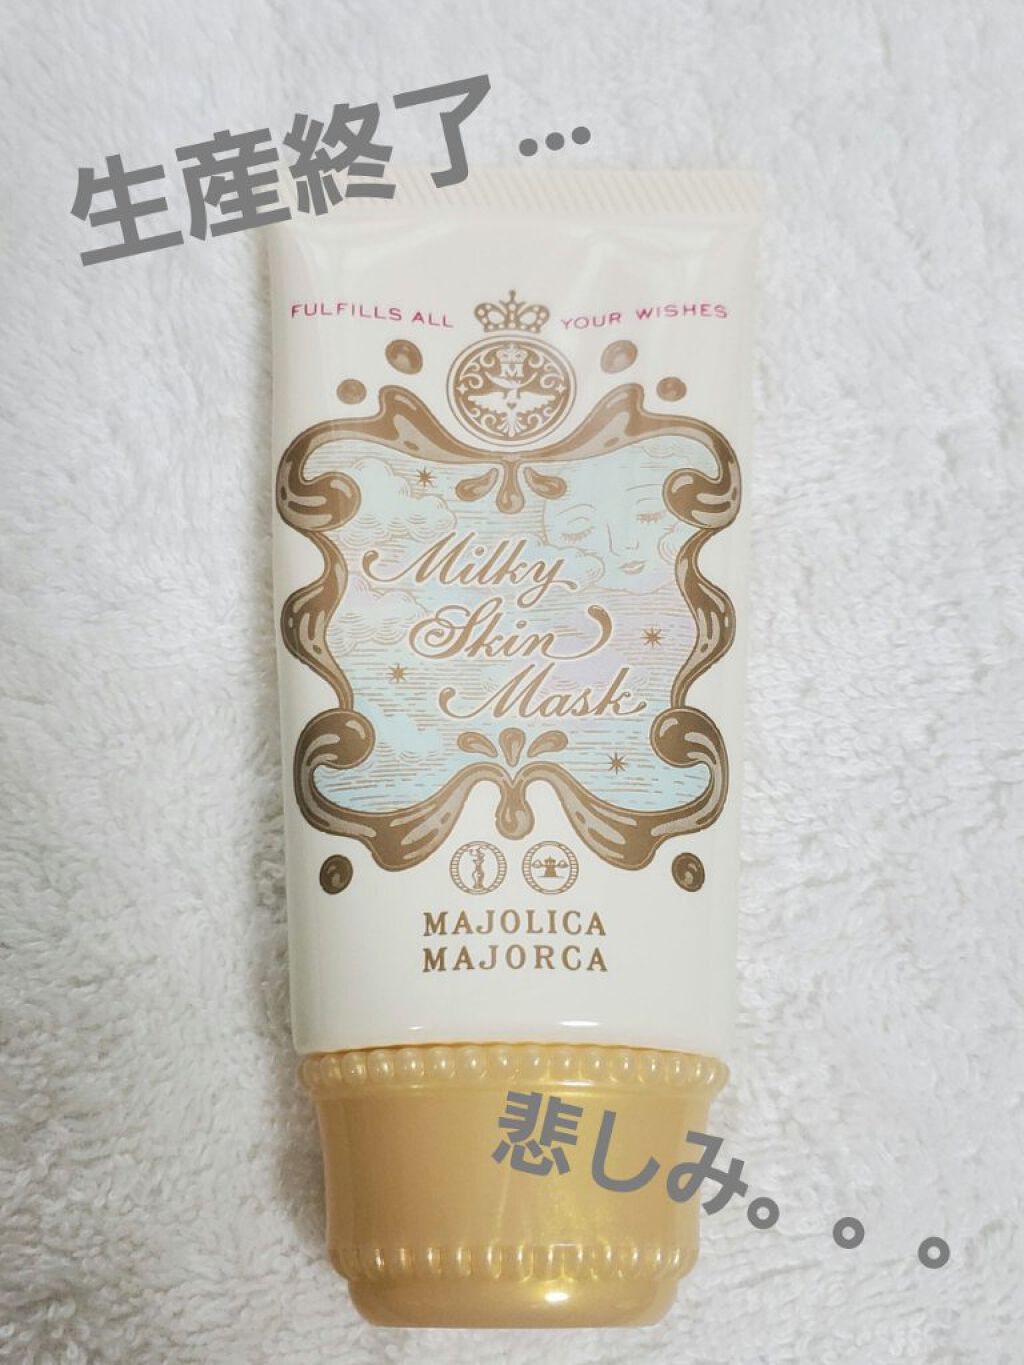 生産終了...
FULFILLS ALL YOUR WISHES
M
Milky
Skin
Mask
MAJOLICA
MAJORCA
悲しみ。。。